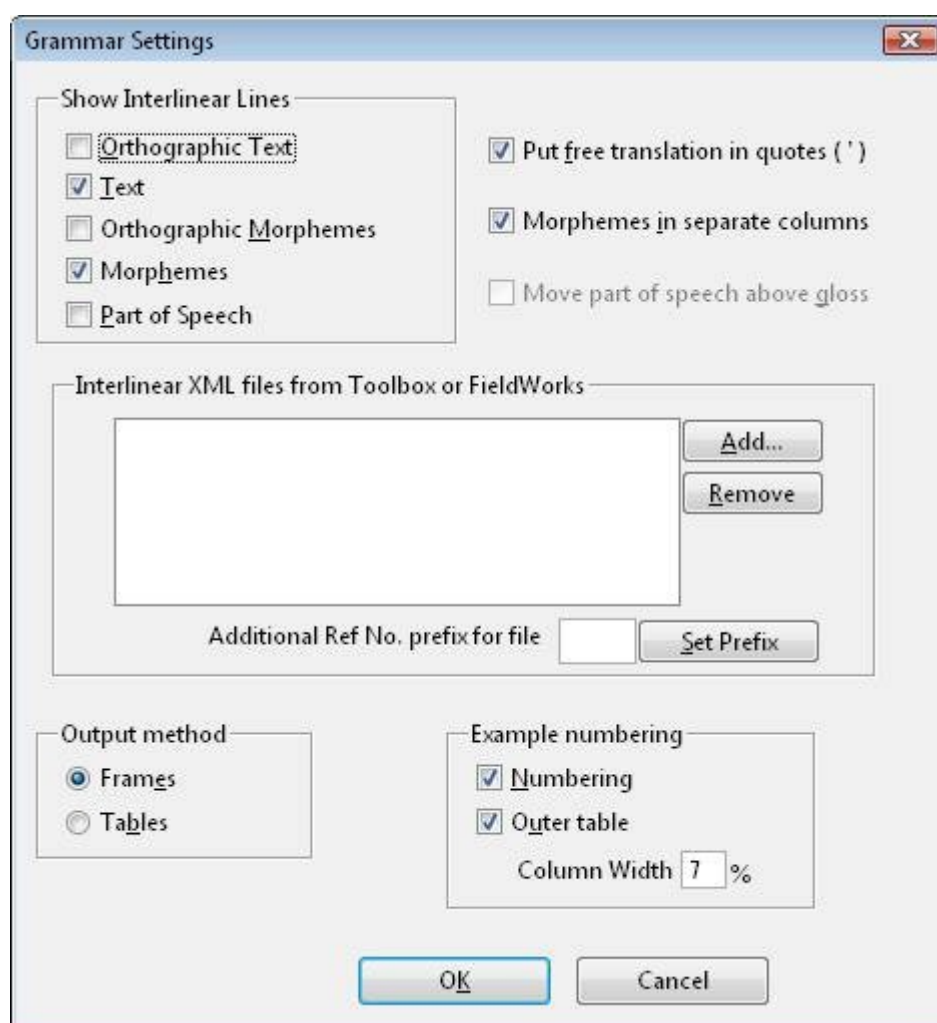 Grammar Settings
Show Interlinear Lines
Orthographic Text
Text
Orthographic Morphemes
Morphemes
Part of Speech
Put free translation in quotes ( ' )
Morphemes in separate columns
Move part of speech above gloss
Interlinear XML files from Toolbox or FieldWorks
Add...
Remove
Additional Ref No. prefix for file
Set Prefix
Output method
Frames
Tables
Example numbering
Numbering
Outer table
Column Width 7 %
OK
Cancel